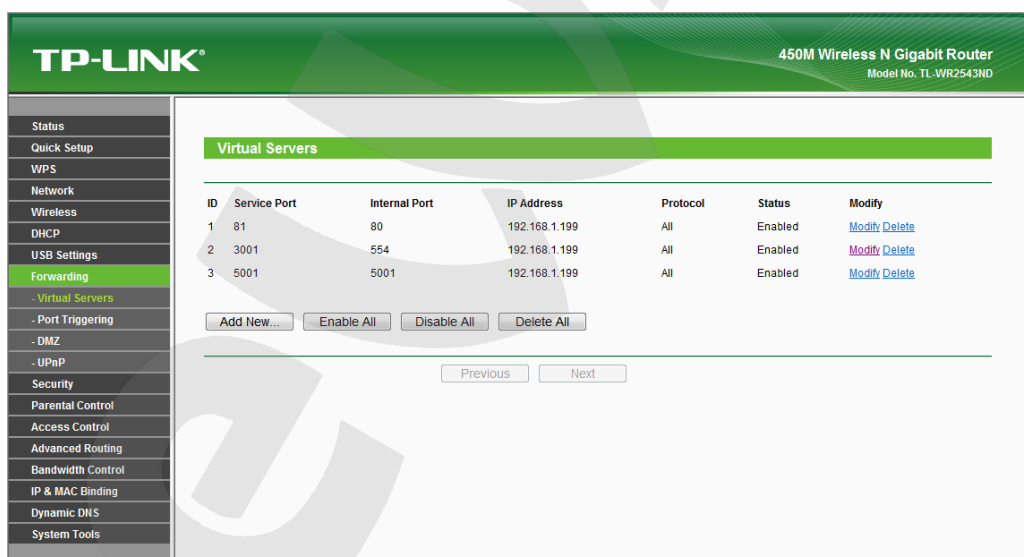 TP-LINK®
450M Wireless N Gigabit Router
Model No. TL-WR2543ND
Status
Quick Setup
WPS
Network
Wireless
DHCP
USB Settings
Forwarding
- Virtual Servers
- Port Triggering
- DMZ
- UPnP
Security
Parental Control
Access Control
Advanced Routing
Bandwidth Control
IP & MAC Binding
Dynamic DNS
System Tools
Virtual Servers
ID Service Port Internal Port IP Address Protocol Status Modify
1 81 80 192.168.1.199 All Enabled Modify Delete
2 3001 554 192.168.1.199 All Enabled Modify Delete
3 5001 5001 192.168.1.199 All Enabled Modify Delete
Add New... Enable All Disable All Delete All
Previous Next